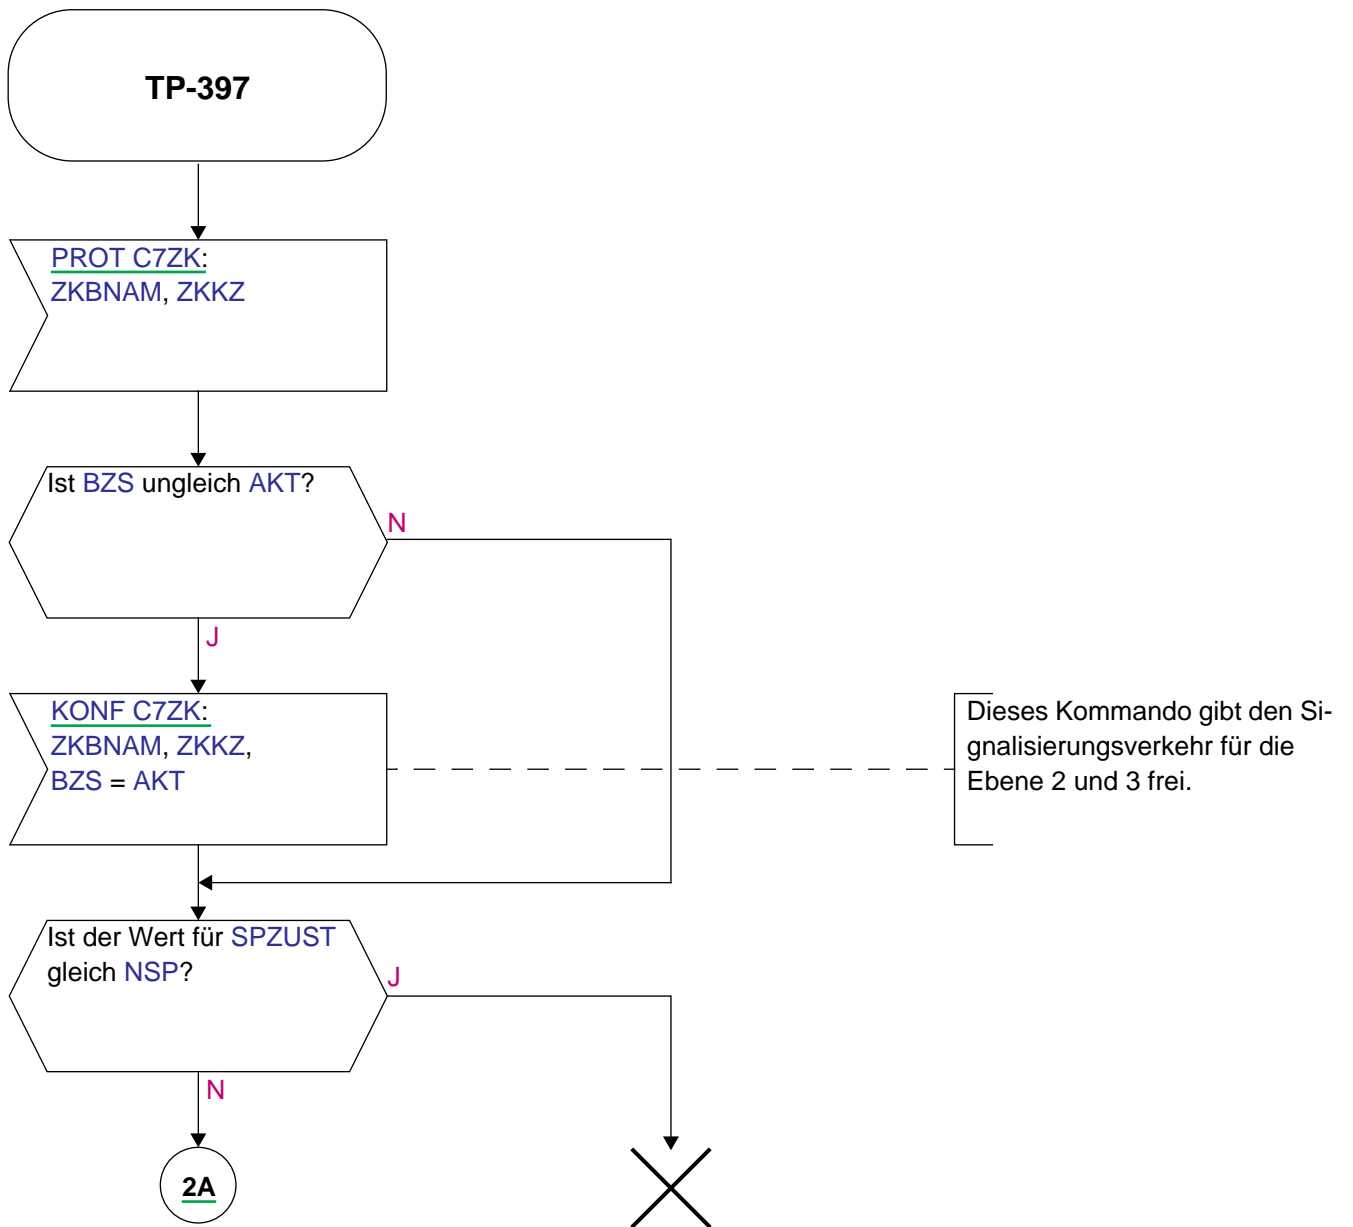 TP-397
PROT C7ZK:
ZKBNAM, ZKKZ
Ist BZS ungleich AKT?
N
J
KONF C7ZK:
ZKBNAM, ZKKZ,
BZS = AKT
Dieses Kommando gibt den Si-
gnalisierungsverkehr für die
Ebene 2 und 3 frei.
Ist der Wert für SPZUST
gleich NSP?
J
N
2A